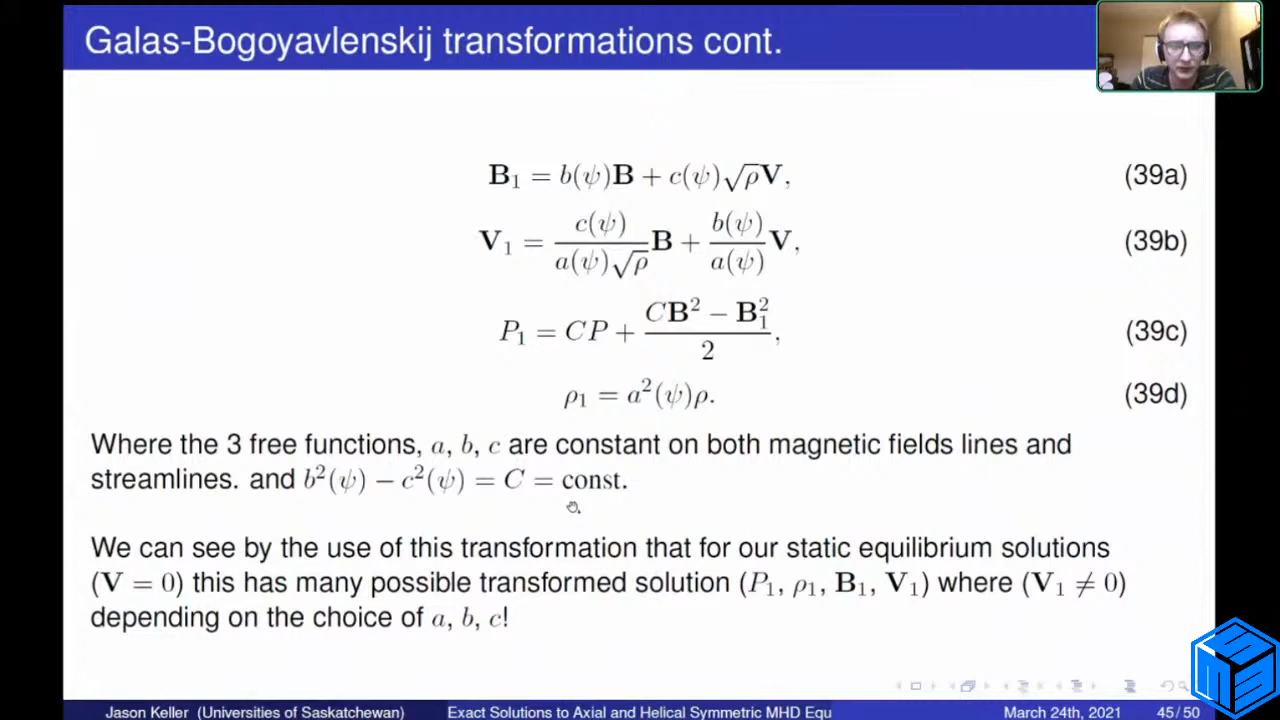 Galas-Bogoyavlenskij transformations cont.
B₁ = b(ψ)B + c(ψ)√ρV, (39a)
V₁ = c(ψ)/(a(ψ)√ρ) B + b(ψ)/a(ψ) V, (39b)
P₁ = CP + (CB² − B₁²)/2, (39c)
ρ₁ = a²(ψ)ρ. (39d)
Where the 3 free functions, a, b, c are constant on both magnetic fields lines and
streamlines. and b²(ψ) − c²(ψ) = C = const.
We can see by the use of this transformation that for our static equilibrium solutions
(V = 0) this has many possible transformed solution (P₁, ρ₁, B₁, V₁) where (V₁ ≠ 0)
depending on the choice of a, b, c!
Jason Keller (Universities of Saskatchewan) Exact Solutions to Axial and Helical Symmetric MHD Equ March 24th, 2021 45/50